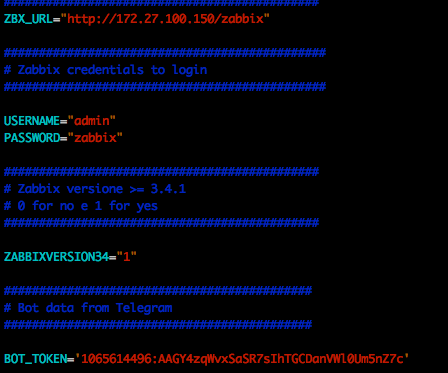 ############################################
ZBX_URL="http://172.27.100.150/zabbix"
##############################################
# Zabbix credentials to login
##############################################
USERNAME="admin"
PASSWORD="zabbix"
#############################################
# Zabbix versione >= 3.4.1
# 0 for no e 1 for yes
#############################################
ZABBIXVERSION34="1"
############################################
# Bot data from Telegram
############################################
BOT_TOKEN='1065614496:AAGY4zqWvxSaSR7sIhTGCDanVWl0Um5nZ7c'